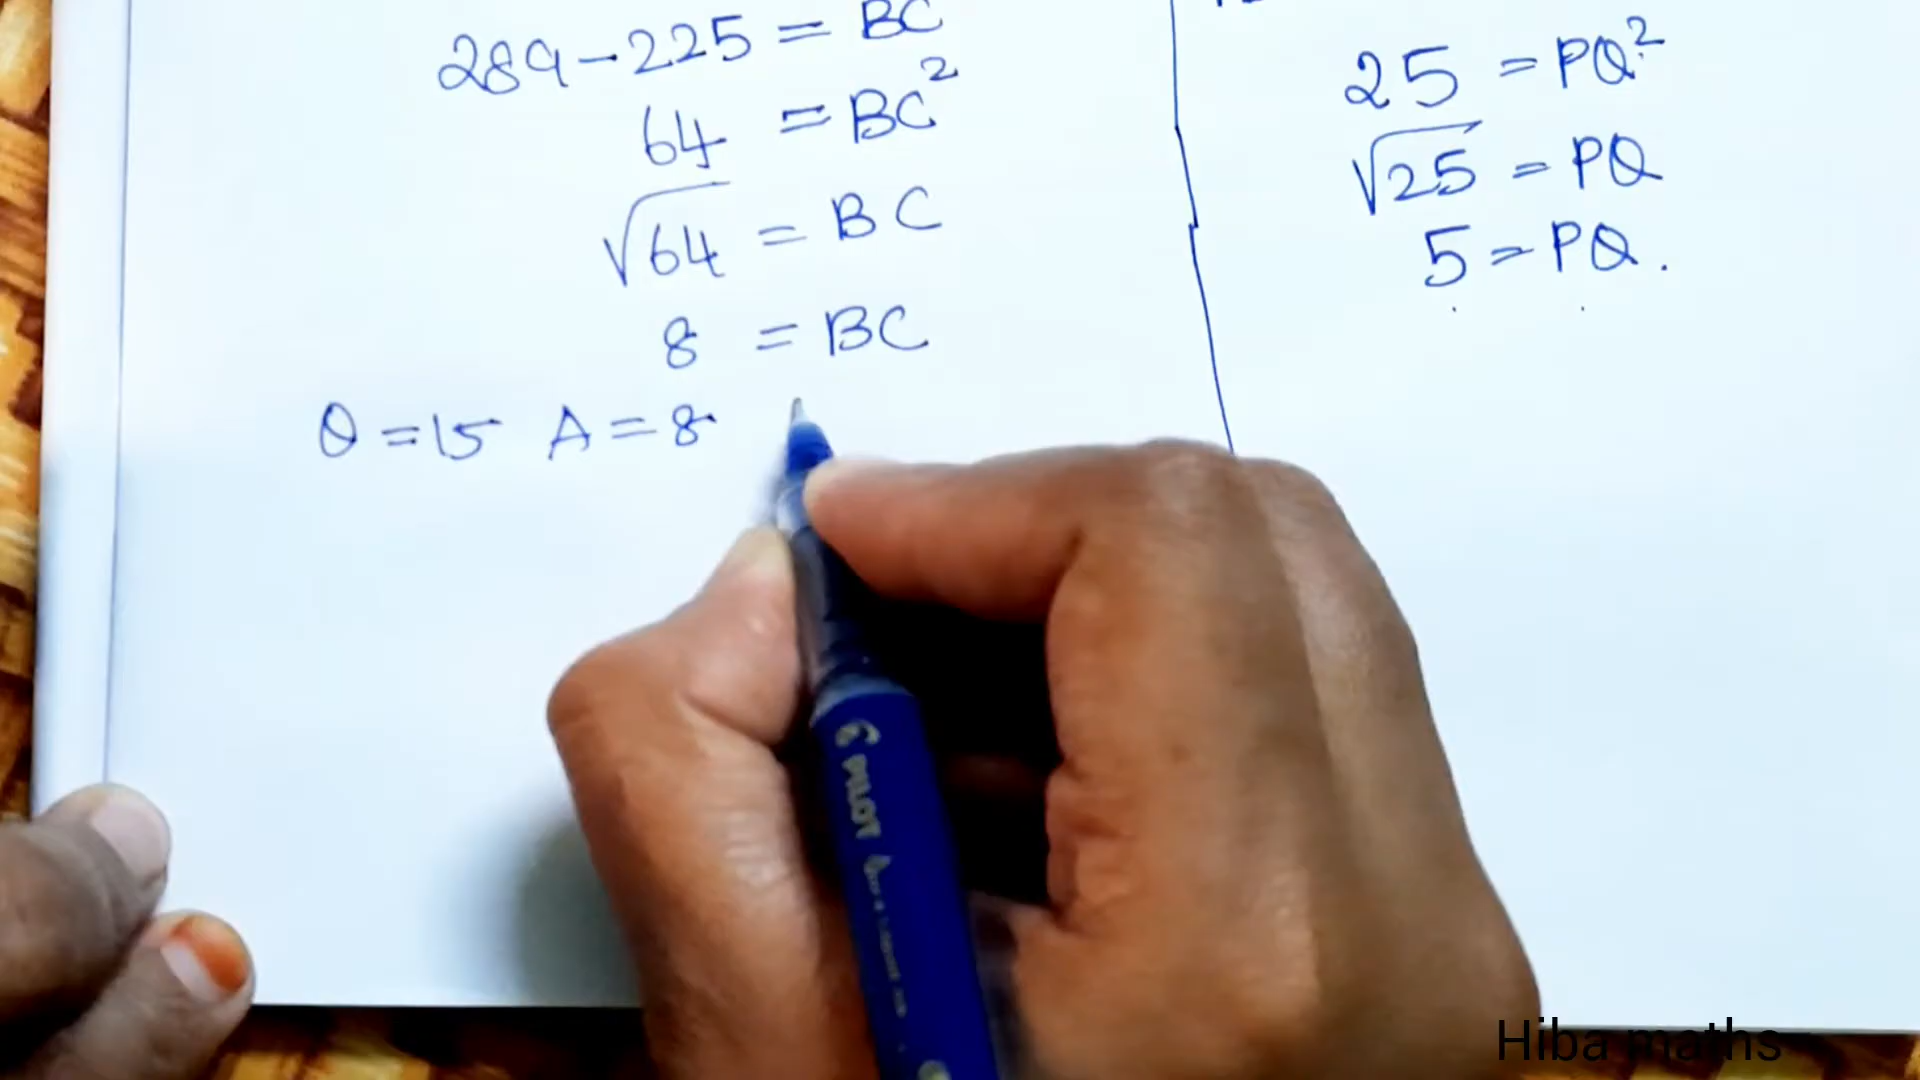 289-225 = BC
64 = BC²
√64 = BC
8 = BC
O = 15 A = 8
25 = PQ²
√25 = PQ
5 = PQ.
PILOT
Hiba maths